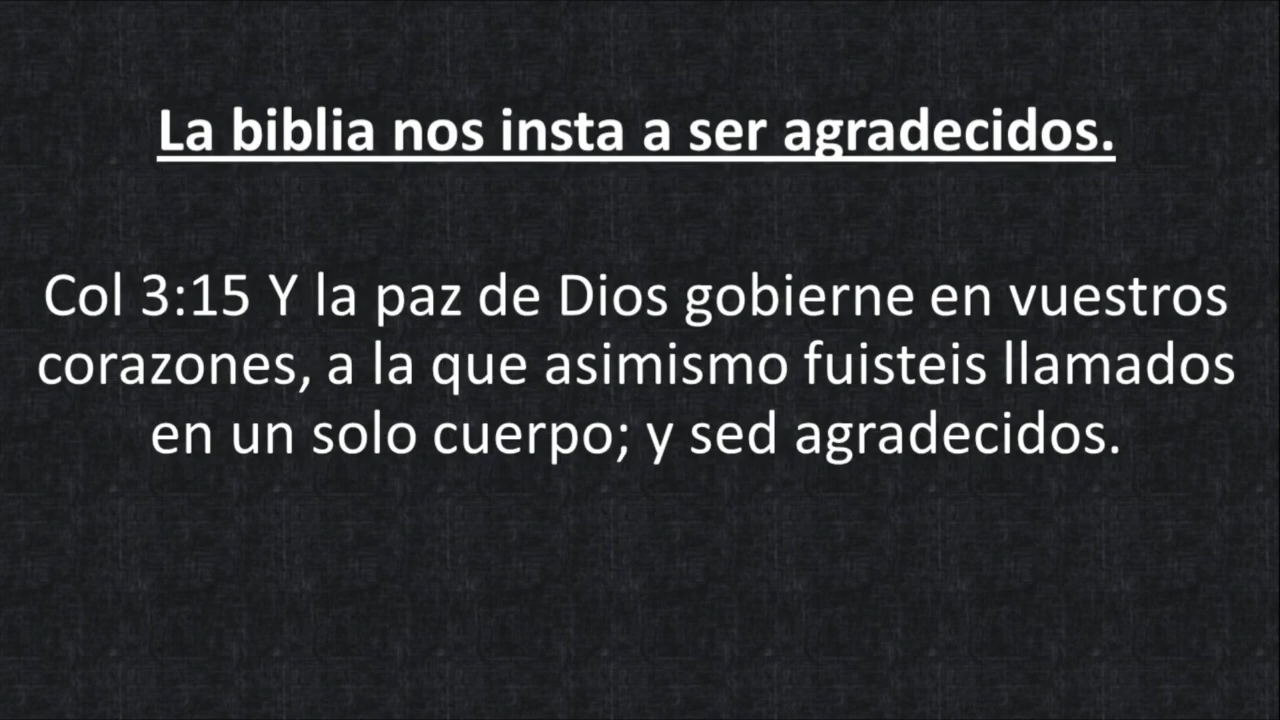 La biblia nos insta a ser agradecidos.
Col 3:15 Y la paz de Dios gobierne en vuestros
corazones, a la que asimismo fuisteis llamados
en un solo cuerpo; y sed agradecidos.